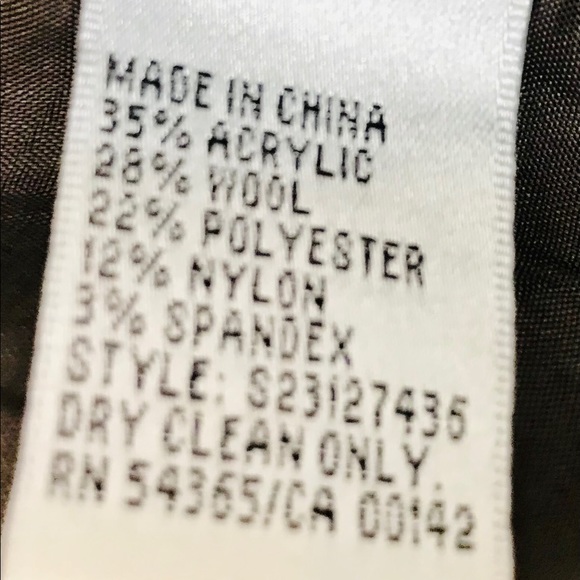 MADE IN CHINA
35% ACRYLIC
28% WOOL
22% POLYESTER
12% NYLON
3% SPANDEX
STYLE: S23127436
DRY CLEAN ONLY.
RN 54365/CA 00142